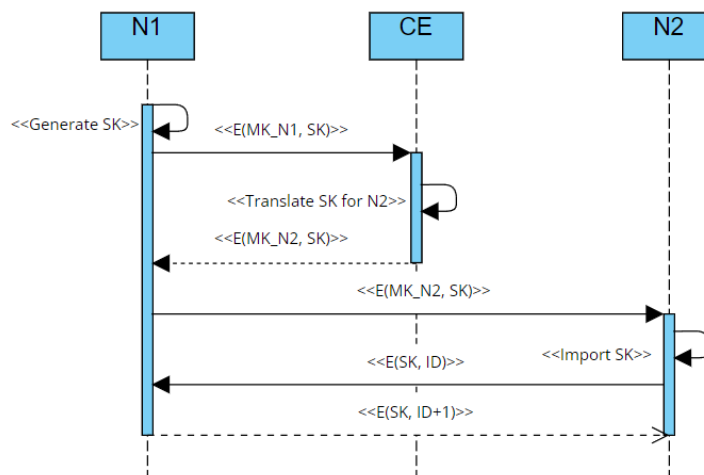 N1
CE
N2
<<Generate SK>>
<<E(MK_N1, SK)>>
<<Translate SK for N2>>
<<E(MK_N2, SK)>>
<<E(MK_N2, SK)>>
<<Import SK>>
<<E(SK, ID)>>
<<E(SK, ID+1)>>